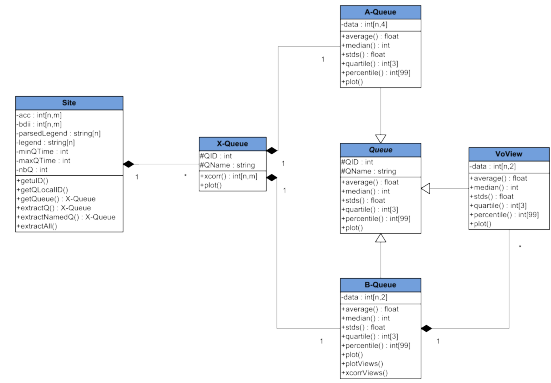 A-Queue
-data : int[n,4]
+average() : float
+median() : int
+stds() : float
+quartile() : int[3]
+percentile() : int[99]
+plot()
1
Site
-acc : int[n,m]
-bdii : int[n,m]
-parsedLegend : string[n]
-legend : string[n]
-minQTime : int
-maxQTime : int
-nbQ : int
+getuID()
+getQLocalID()
+getQueue() : X-Queue
+extractQ() : X-Queue
+extractNamedQ() : X-Queue
+extractAll()
1
*
X-Queue
#QID : int
#QName : string
+xcorr() : int[n,m]
+plot()
1
1
Queue
#QID : int
#QName : string
+average() : float
+median() : int
+stds() : float
+quartile() : int[3]
+percentile() : int[99]
+plot()
VoView
-data : int[n,2]
+average() : float
+median() : int
+stds() : float
+quartile() : int[3]
+percentile() : int[99]
+plot()
*
B-Queue
-data : int[n,2]
+average() : float
+median() : int
+stds() : float
+quartile() : int[3]
+percentile() : int[99]
+plot()
+plotViews()
+xcorrViews()
1
1